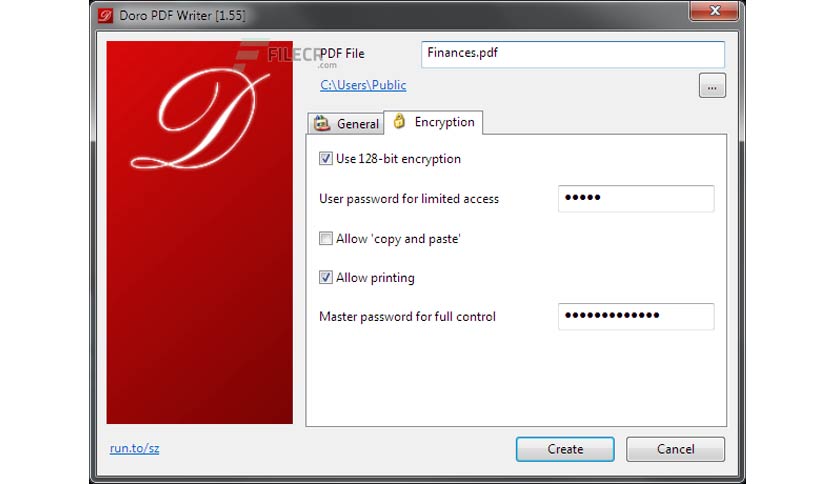 Doro PDF Writer [1.55]
FILECR
.com
PDF File
Finances.pdf
C:\Users\Public
...
General
Encryption
Use 128-bit encryption
User password for limited access
•••••
Allow 'copy and paste'
Allow printing
Master password for full control
•••••••••••••
run.to/sz
Create
Cancel